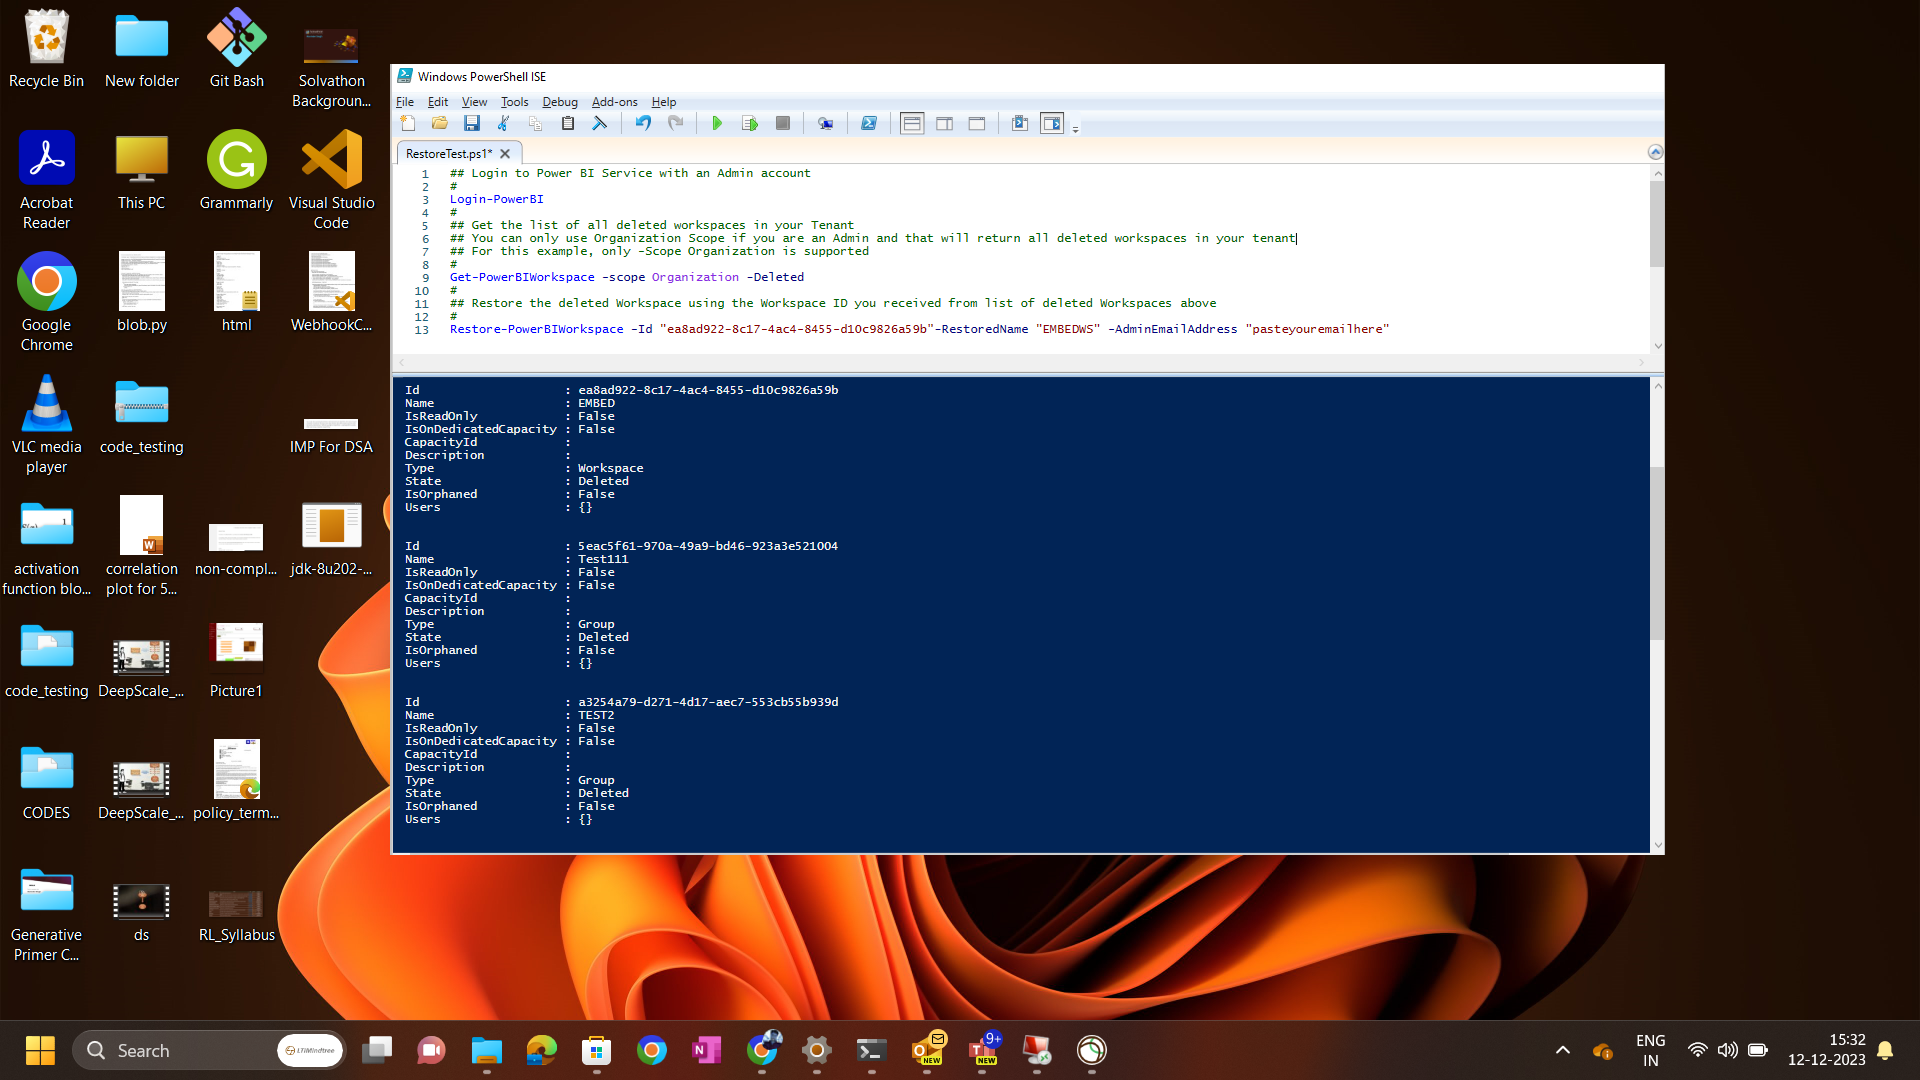 Recycle Bin
New folder
Git Bash
Solvathon
Backgroun...
Acrobat
Reader
This PC
Grammarly
Visual Studio
Code
Google
Chrome
blob.py
html
WebhookC...
VLC media
player
code_testing
IMP For DSA
activation
function blo...
correlation
plot for 5...
non-compl...
jdk-8u202-...
code_testing
DeepScale_...
Picture1
CODES
DeepScale_...
policy_term...
Generative
Primer C...
ds
RL_Syllabus
Windows PowerShell ISE
File Edit View Tools Debug Add-ons Help
RestoreTest.ps1*
1 ## Login to Power BI Service with an Admin account
2 #
3 Login-PowerBI
4 #
5 ## Get the list of all deleted workspaces in your Tenant
6 ## You can only use Organization Scope if you are an Admin and that will return all deleted workspaces in your tenant
7 ## For this example, only -Scope Organization is supported
8 #
9 Get-PowerBIWorkspace -scope Organization -Deleted
10 #
11 ## Restore the deleted Workspace using the Workspace ID you received from list of deleted Workspaces above
12 #
13 Restore-PowerBIWorkspace -Id "ea8ad922-8c17-4ac4-8455-d10c9826a59b"-RestoredName "EMBEDWS" -AdminEmailAddress "pasteyouremailhere"
Id : ea8ad922-8c17-4ac4-8455-d10c9826a59b
Name : EMBED
IsReadOnly : False
IsOnDedicatedCapacity : False
CapacityId :
Description :
Type : Workspace
State : Deleted
IsOrphaned : False
Users : {}
Id : 5eac5f61-970a-49a9-bd46-923a3e521004
Name : Test111
IsReadOnly : False
IsOnDedicatedCapacity : False
CapacityId :
Description :
Type : Group
State : Deleted
IsOrphaned : False
Users : {}
Id : a3254a79-d271-4d17-aec7-553cb55b939d
Name : TEST2
IsReadOnly : False
IsOnDedicatedCapacity : False
CapacityId :
Description :
Type : Group
State : Deleted
IsOrphaned : False
Users : {}
Search
LTIMindtree
NEW
9+
NEW
ENG
IN
15:32
12-12-2023